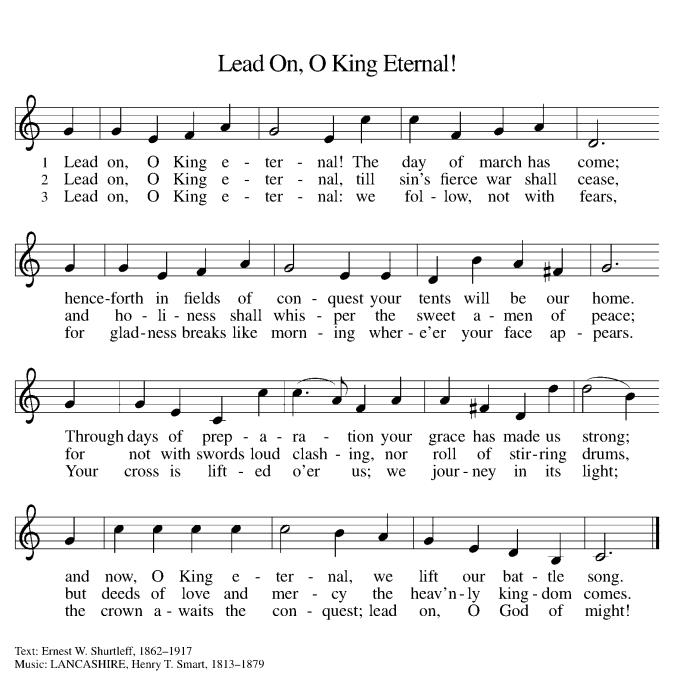 Lead On, O King Eternal!
1 Lead on, O King e - ter - nal! The day of march has come;
2 Lead on, O King e - ter - nal, till sin's fierce war shall cease,
3 Lead on, O King e - ter - nal: we fol - low, not with fears,
hence-forth in fields of con - quest your tents will be our home.
and ho - li - ness shall whis - per the sweet a - men of peace;
for glad-ness breaks like morn - ing wher-e'er your face ap - pears.
Through days of prep - a - ra - tion your grace has made us strong;
for not with swords loud clash - ing, nor roll of stir-ring drums,
Your cross is lift - ed o'er us; we jour - ney in its light;
and now, O King e - ter - nal, we lift our bat - tle song.
but deeds of love and mer - cy the heav'n-ly king - dom comes.
the crown a - waits the con - quest; lead on, O God of might!
Text: Ernest W. Shurtleff, 1862–1917
Music: LANCASHIRE, Henry T. Smart, 1813–1879